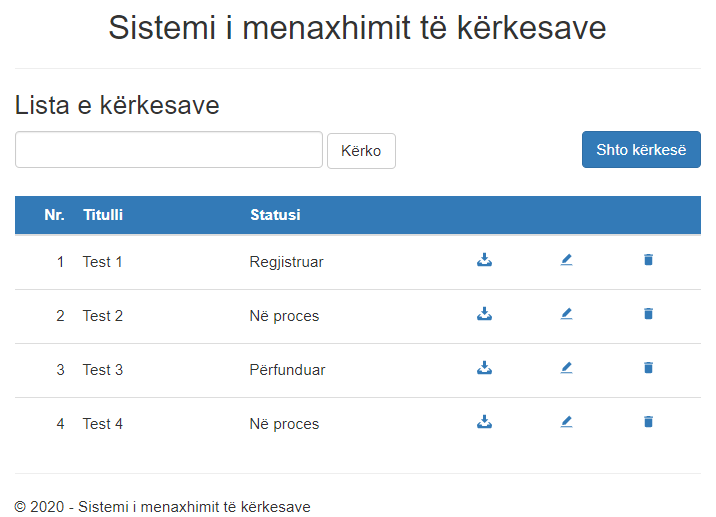 Sistemi i menaxhimit të kërkesave
Lista e kërkesave
Kërko Shto kërkesë
Nr. Titulli Statusi
1 Test 1 Regjistruar
2 Test 2 Në proces
3 Test 3 Përfunduar
4 Test 4 Në proces
© 2020 - Sistemi i menaxhimit të kërkesave